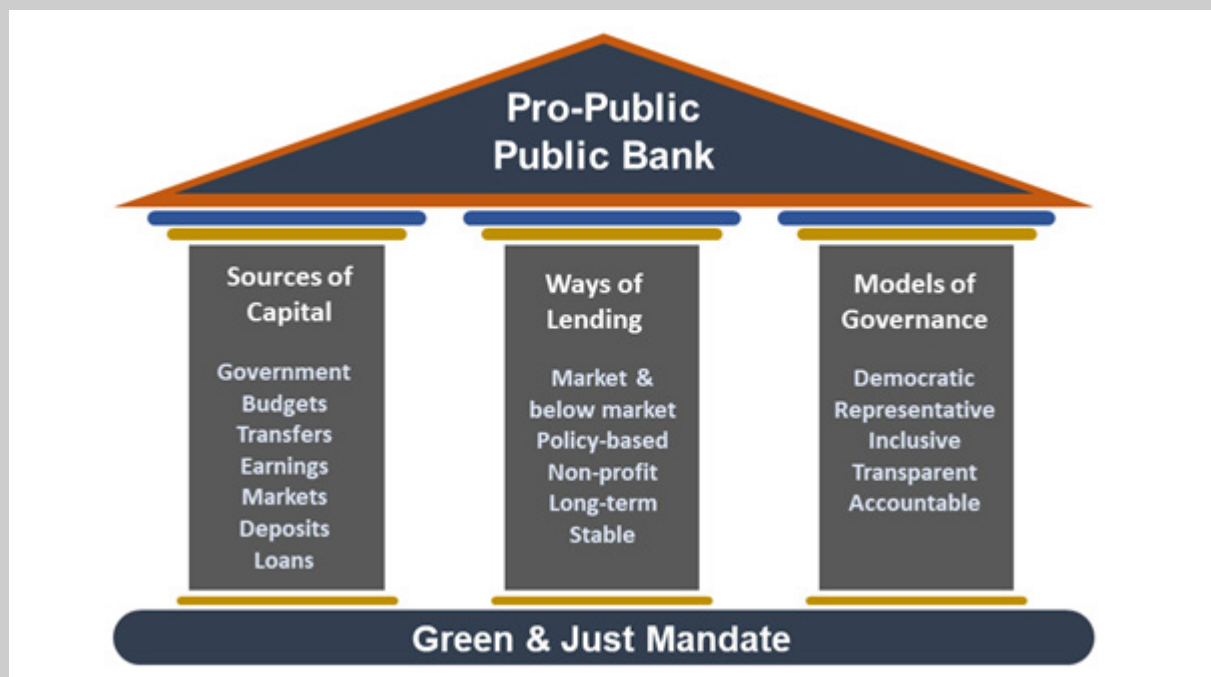 Pro-Public
Public Bank
Sources of
Capital
Government
Budgets
Transfers
Earnings
Markets
Deposits
Loans
Ways of
Lending
Market &
below market
Policy-based
Non-profit
Long-term
Stable
Models of
Governance
Democratic
Representative
Inclusive
Transparent
Accountable
Green & Just Mandate